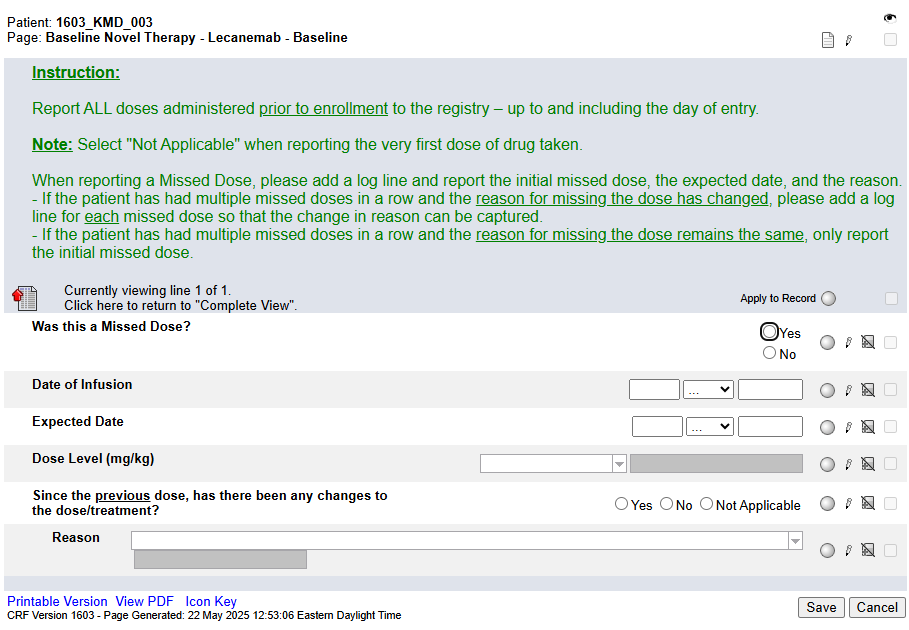 Patient: 1603_KMD_003
Page: Baseline Novel Therapy - Lecanemab - Baseline
Instruction:
Report ALL doses administered prior to enrollment to the registry – up to and including the day of entry.
Note: Select "Not Applicable" when reporting the very first dose of drug taken.
When reporting a Missed Dose, please add a log line and report the initial missed dose, the expected date, and the reason.
- If the patient has had multiple missed doses in a row and the reason for missing the dose has changed, please add a log
line for each missed dose so that the change in reason can be captured.
- If the patient has had multiple missed doses in a row and the reason for missing the dose remains the same, only report
the initial missed dose.
Currently viewing line 1 of 1.
Click here to return to "Complete View".
Apply to Record
Was this a Missed Dose?
Yes
No
Date of Infusion
...
Expected Date
...
Dose Level (mg/kg)
Since the previous dose, has there been any changes to
the dose/treatment?
Yes No Not Applicable
Reason
Printable Version View PDF Icon Key
CRF Version 1603 - Page Generated: 22 May 2025 12:53:06 Eastern Daylight Time
Save Cancel